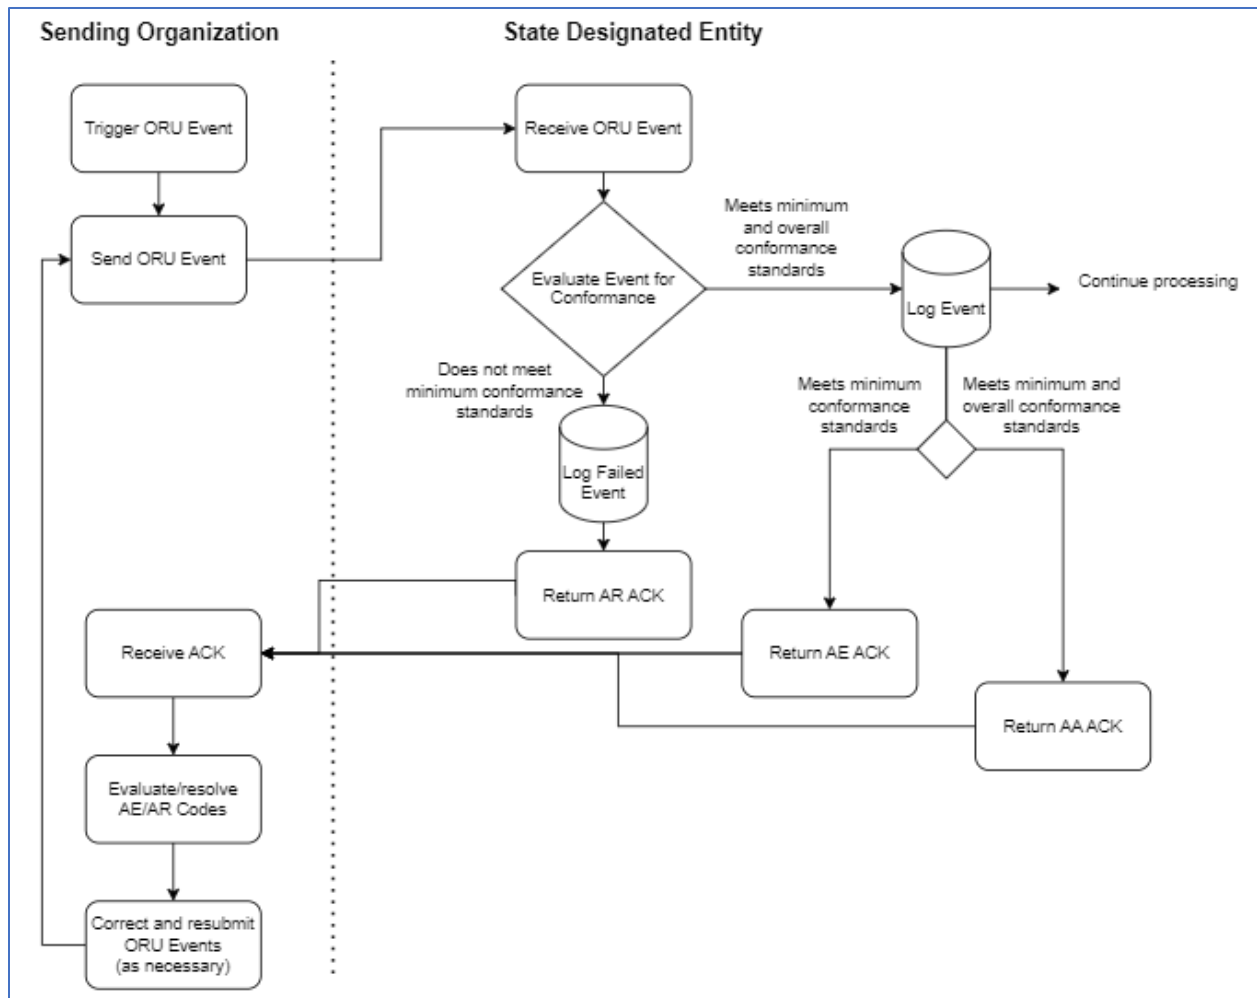 Sending Organization
State Designated Entity
Trigger ORU Event
Receive ORU Event
Send ORU Event
Evaluate Event for
Conformance
Meets minimum
and overall
conformance
standards
Log Event
Continue processing
Does not meet
minimum conformance
standards
Meets minimum
conformance
standards
Meets minimum and
overall conformance
standards
Log Failed
Event
Return AR ACK
Receive ACK
Return AE ACK
Return AA ACK
Evaluate/resolve
AE/AR Codes
Correct and resubmit
ORU Events
(as necessary)